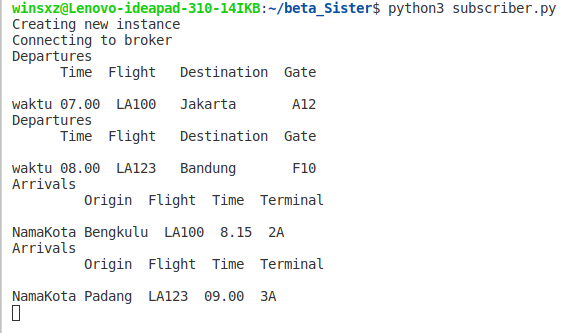 winsxz@Lenovo-ideapad-310-14IKB:~/beta_Sister$ python3 subscriber.py
Creating new instance
Connecting to broker
Departures
Time Flight Destination Gate
waktu 07.00 LA100 Jakarta A12
Departures
Time Flight Destination Gate
waktu 08.00 LA123 Bandung F10
Arrivals
Origin Flight Time Terminal
NamaKota Bengkulu LA100 8.15 2A
Arrivals
Origin Flight Time Terminal
NamaKota Padang LA123 09.00 3A